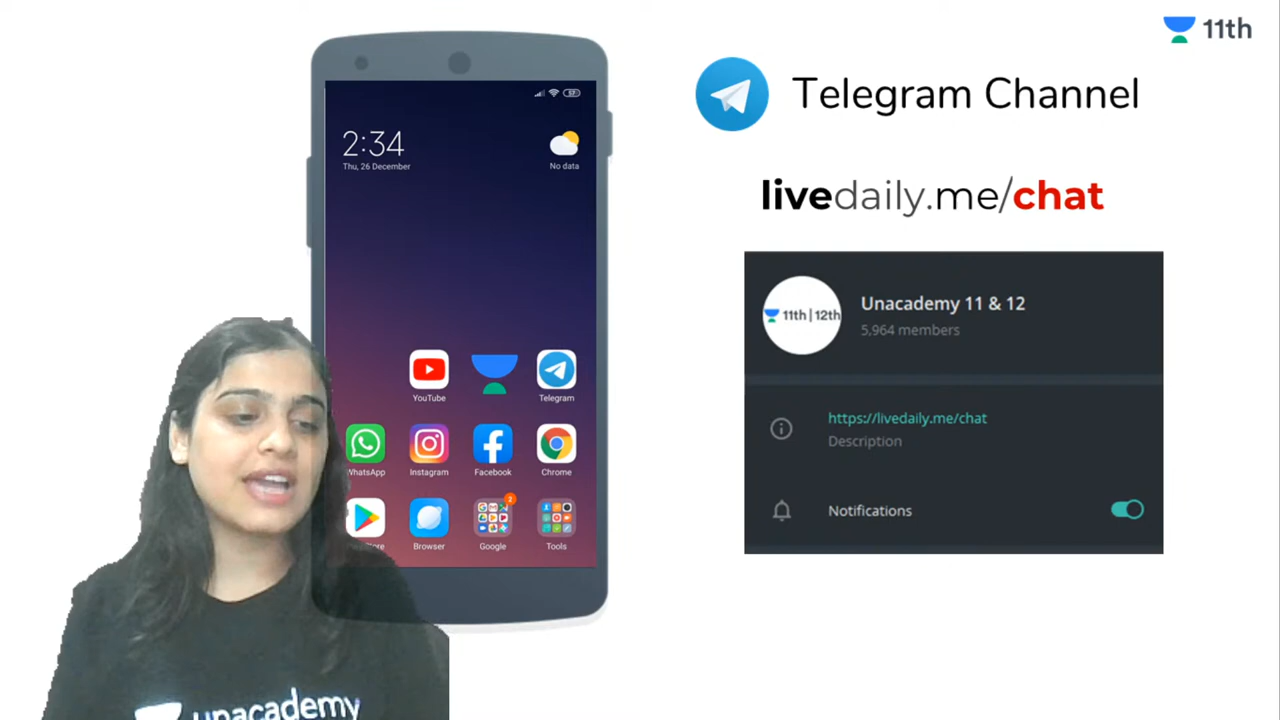 11th
Telegram Channel
livedaily.me/chat
2:34
Thu, 26 December
No data
YouTube
Telegram
WhatsApp
Instagram
Facebook
Chrome
2
Browser
Google
Tools
11th | 12th
Unacademy 11 & 12
5,964 members
https://livedaily.me/chat
Description
Notifications
unacademy